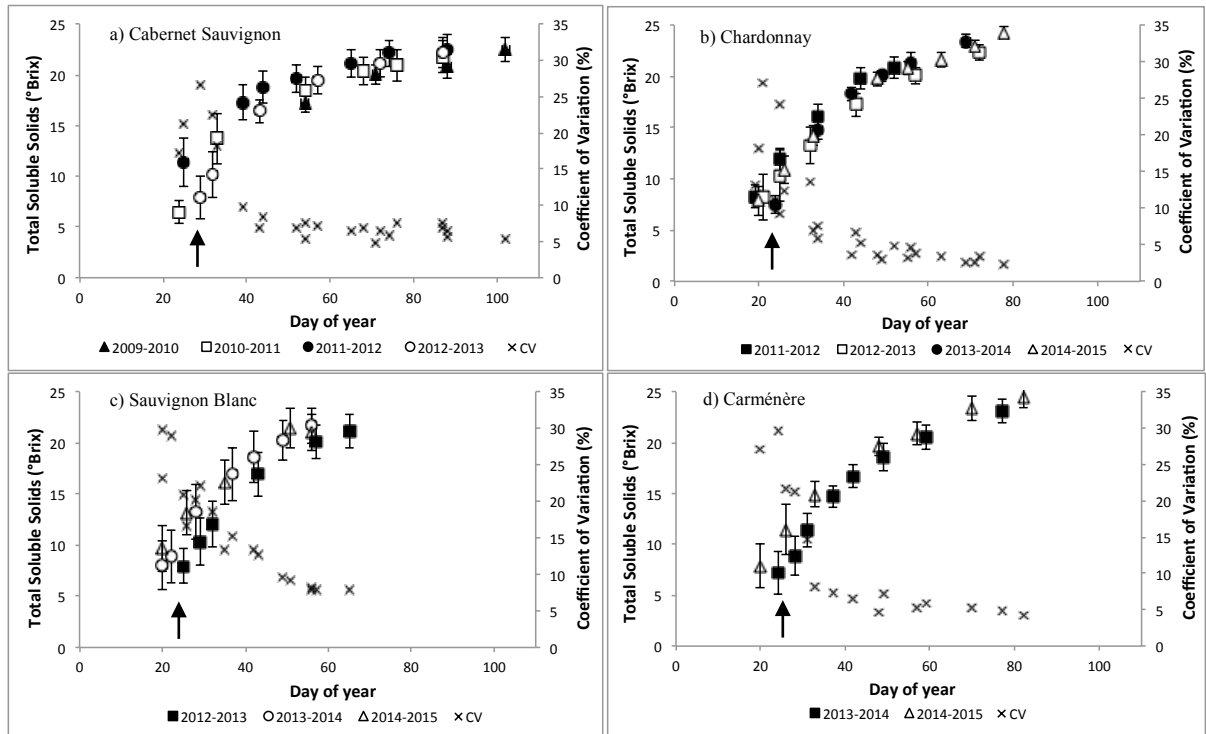 a) Cabernet Sauvignon
Total Soluble Solids (°Brix)
25
20
15
10
5
0
Coefficient of Variation (%)
35
30
25
20
15
10
5
0
0 20 40 60 80 100
Day of year
2009-2010 2010-2011 2011-2012 2012-2013 CV
b) Chardonnay
Total Soluble Solids (°Brix)
25
20
15
10
5
0
Coefficient of Variation (%)
35
30
25
20
15
10
5
0
0 20 40 60 80 100
Day of year
2011-2012 2012-2013 2013-2014 2014-2015 CV
c) Sauvignon Blanc
Total Soluble Solids (°Brix)
25
20
15
10
5
0
Coefficient of Variation (%)
35
30
25
20
15
10
5
0
0 20 40 60 80 100
Day of year
2012-2013 2013-2014 2014-2015 CV
d) Carménère
Total Soluble Solids (°Brix)
25
20
15
10
5
0
Coefficient of Variation (%)
35
30
25
20
15
10
5
0
0 20 40 60 80 100
Day of year
2013-2014 2014-2015 CV